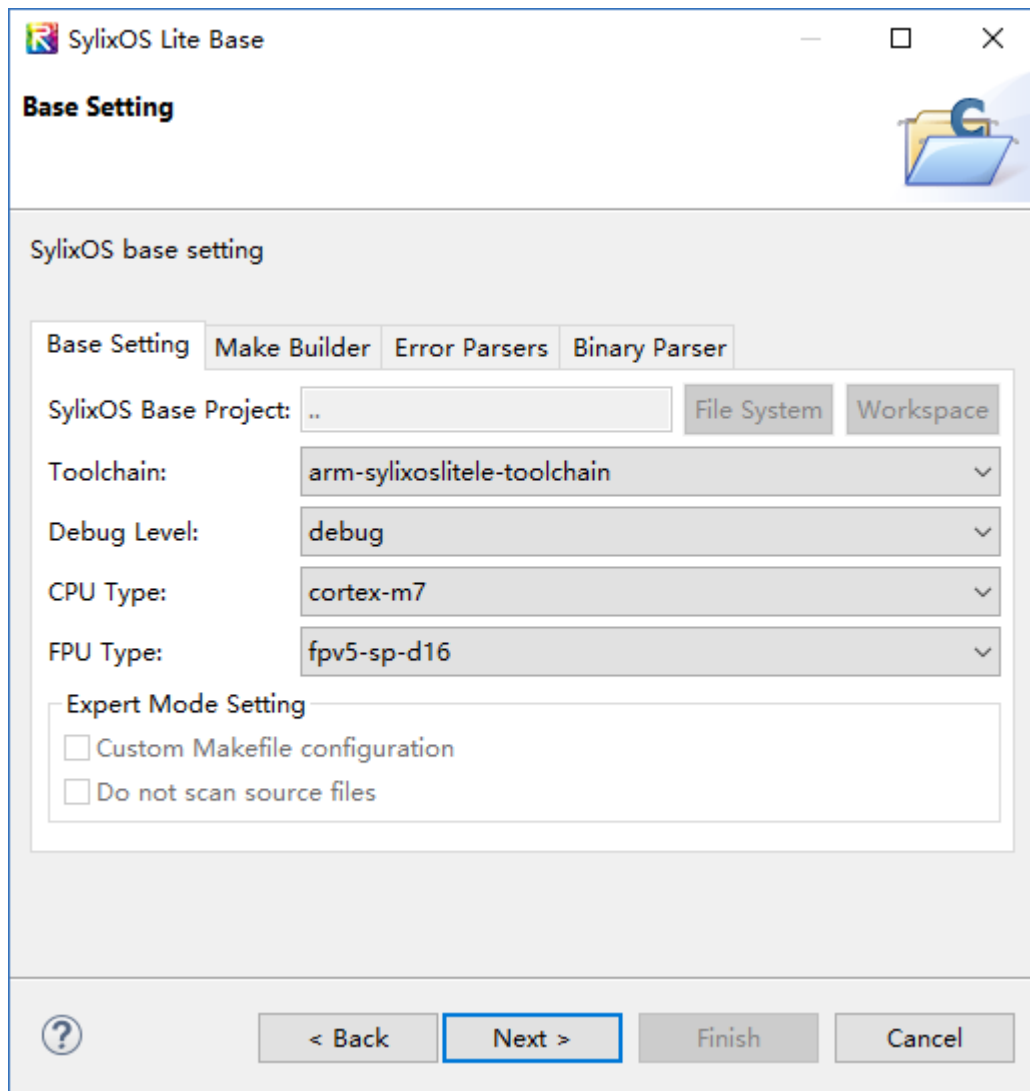 SylixOS Lite Base
Base Setting
SylixOS base setting
Base Setting Make Builder Error Parsers Binary Parser
SylixOS Base Project: .. File System Workspace
Toolchain: arm-sylixoslitele-toolchain
Debug Level: debug
CPU Type: cortex-m7
FPU Type: fpv5-sp-d16
Expert Mode Setting
Custom Makefile configuration
Do not scan source files
? < Back Next > Finish Cancel